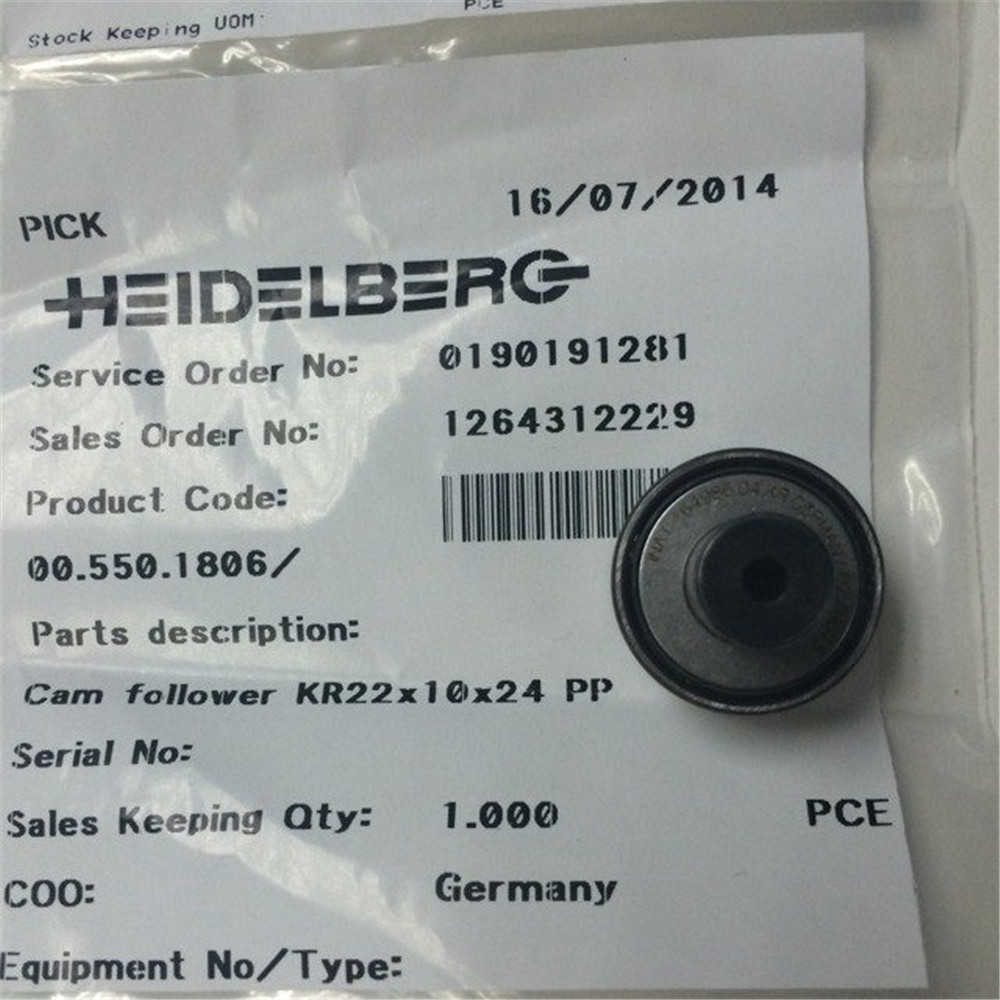 Stock Keeping UOM: PCE
PICK 16/07/2014
HEIDELBERG
Service Order No: 0190191281
Sales Order No: 1264312229
Product Code:
00.550.1806/
Parts description:
Cam follower KR22x10x24 PP
Serial No:
Sales Keeping Qty: 1.000 PCE
COO: Germany
Equipment No/Type: